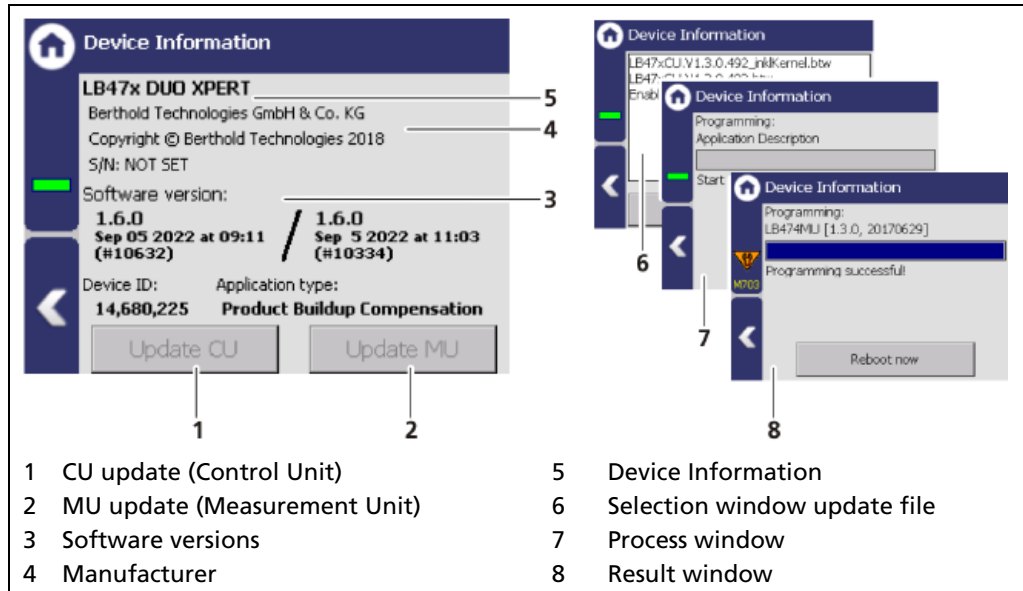 Device Information
LB47x DUO XPERT
Berthold Technologies GmbH & Co. KG
Copyright © Berthold Technologies 2018
S/N: NOT SET
Software version:
1.6.0 / 1.6.0
Sep 05 2022 at 09:11 Sep 5 2022 at 11:03
(#10632) (#10334)
Device ID: Application type:
14,680,225 Product Buildup Compensation
Update CU Update MU
5
4
3
1
2
Device Information
LB47xCU.V1.3.0.492_inklKernel.btw
Enabl
Device Information
Programming:
Application Description
Start
Device Information
Programming:
LB474MU [1.3.0, 20170629]
Programming successful!
M703
Reboot now
6
7
8
1 CU update (Control Unit)
2 MU update (Measurement Unit)
3 Software versions
4 Manufacturer
5 Device Information
6 Selection window update file
7 Process window
8 Result window